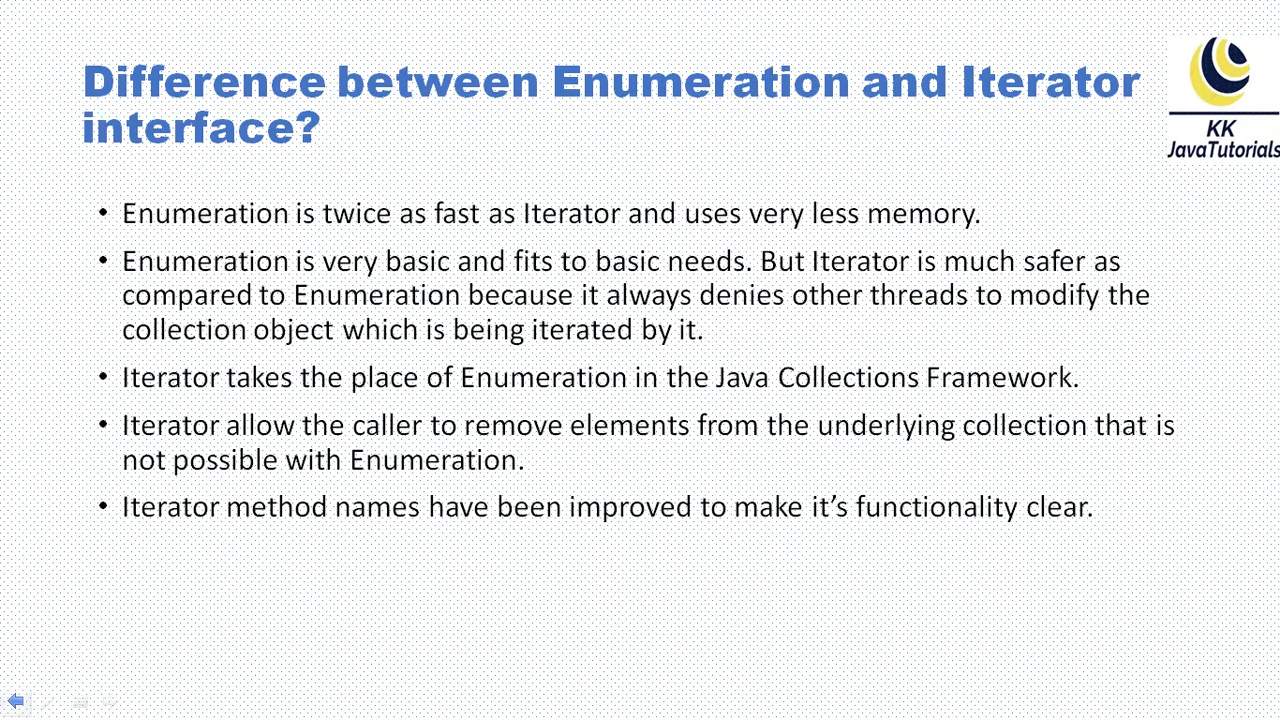 Difference between Enumeration and Iterator
interface?
KK
JavaTutorials
• Enumeration is twice as fast as Iterator and uses very less memory.
• Enumeration is very basic and fits to basic needs. But Iterator is much safer as
compared to Enumeration because it always denies other threads to modify the
collection object which is being iterated by it.
• Iterator takes the place of Enumeration in the Java Collections Framework.
• Iterator allow the caller to remove elements from the underlying collection that is
not possible with Enumeration.
• Iterator method names have been improved to make it’s functionality clear.